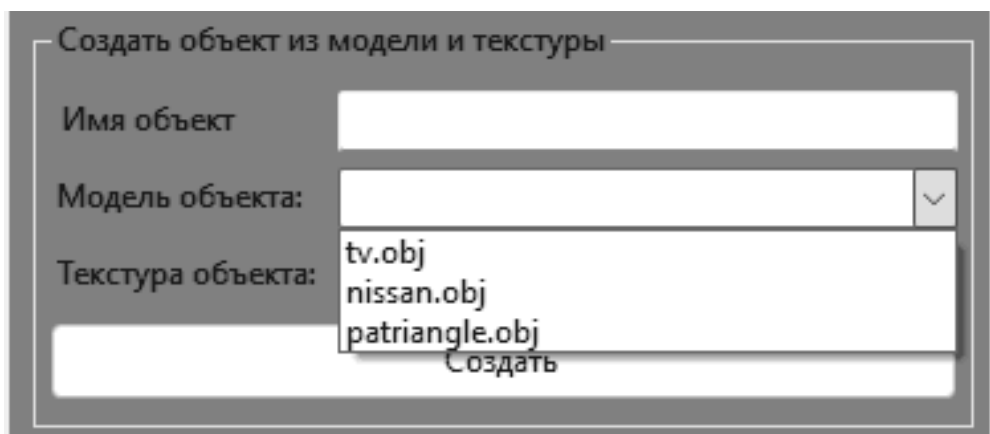 Создать объект из модели и текстуры
Имя объект
Модель объекта:
tv.obj
Текстура объекта:
nissan.obj
patriangle.obj
Создать